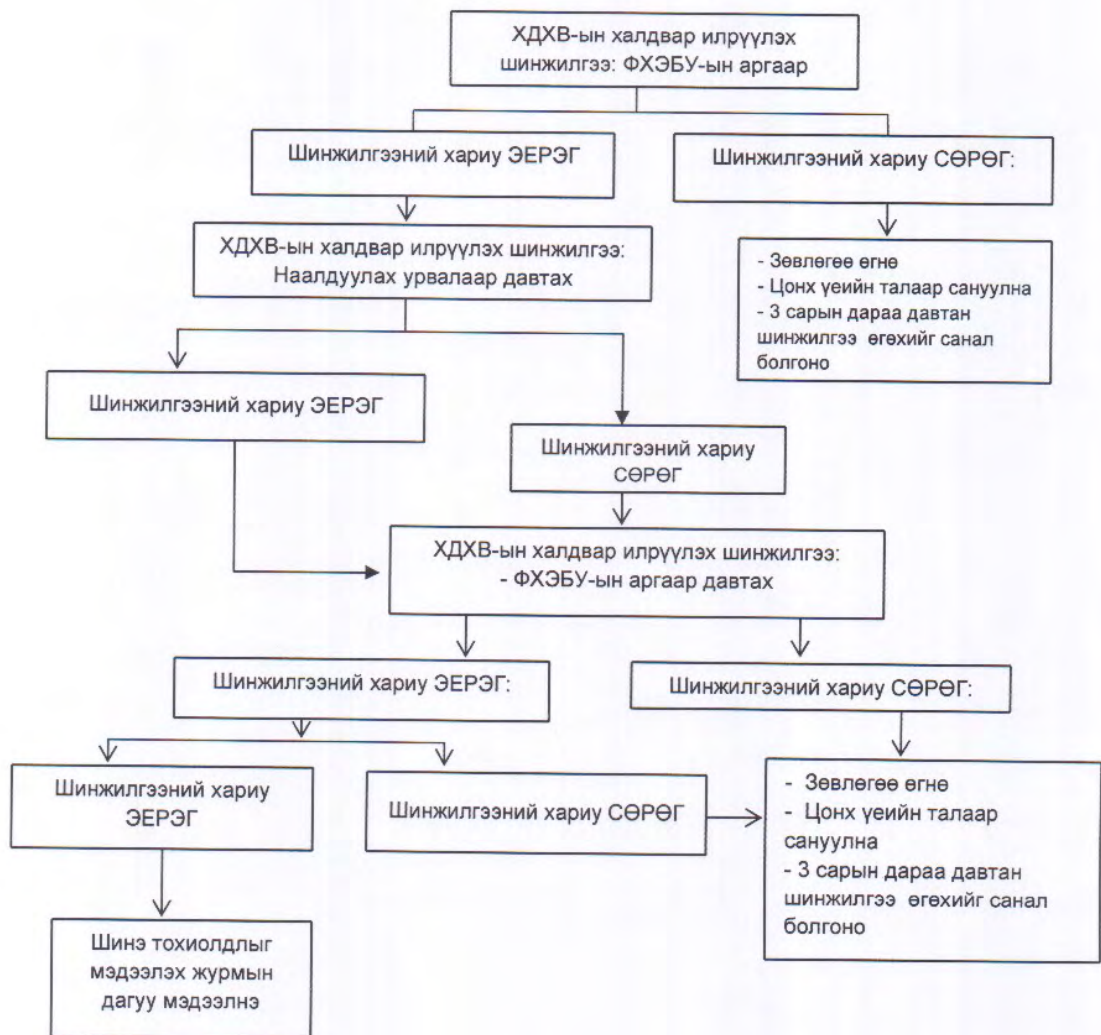 ХДХВ-ын халдвар илрүүлэх
шинжилгээ: ФХЭБУ-ын аргаар
Шинжилгээний хариу ЭЕРЭГ
Шинжилгээний хариу СӨРӨГ:
ХДХВ-ын халдвар илрүүлэх шинжилгээ:
Наалдуулах урвалаар давтах
- Зөвлөгөө өгнө
- Цонх үеийн талаар сануулна
- 3 сарын дараа давтан
шинжилгээ өгөхийг санал
болгоно
Шинжилгээний хариу ЭЕРЭГ
Шинжилгээний хариу
СӨРӨГ
ХДХВ-ын халдвар илрүүлэх шинжилгээ:
- ФХЭБУ-ын аргаар давтах
Шинжилгээний хариу ЭЕРЭГ:
Шинжилгээний хариу СӨРӨГ:
Шинжилгээний хариу
ЭЕРЭГ
Шинжилгээний хариу СӨРӨГ
- Зөвлөгөө өгнө
- Цонх үеийн талаар
сануулна
- 3 сарын дараа давтан
шинжилгээ өгөхийг санал
болгоно
Шинэ тохиолдлыг
мэдээлэх журмын
дагуу мэдээлнэ